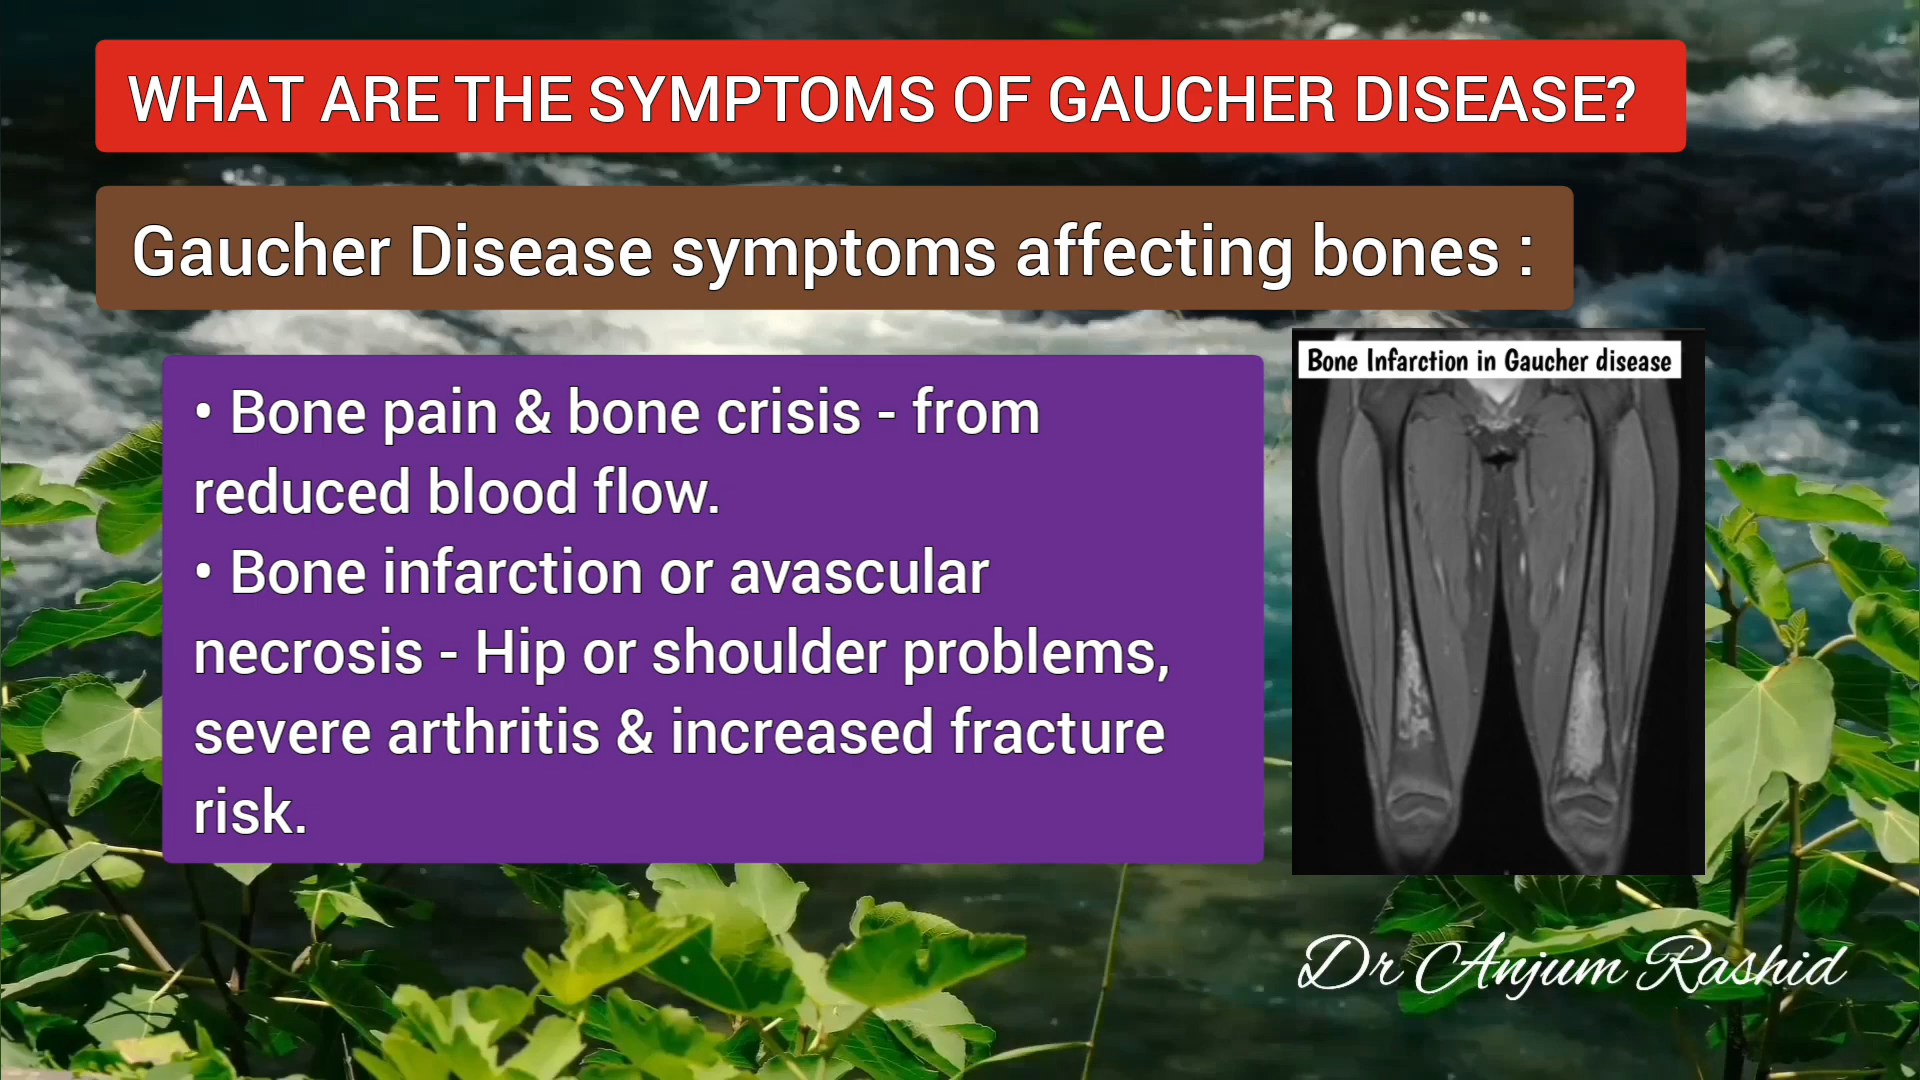 WHAT ARE THE SYMPTOMS OF GAUCHER DISEASE?
Gaucher Disease symptoms affecting bones :
Bone Infarction in Gaucher disease
• Bone pain & bone crisis - from
reduced blood flow.
• Bone infarction or avascular
necrosis - Hip or shoulder problems,
severe arthritis & increased fracture
risk.
Dr Anjum Rashid